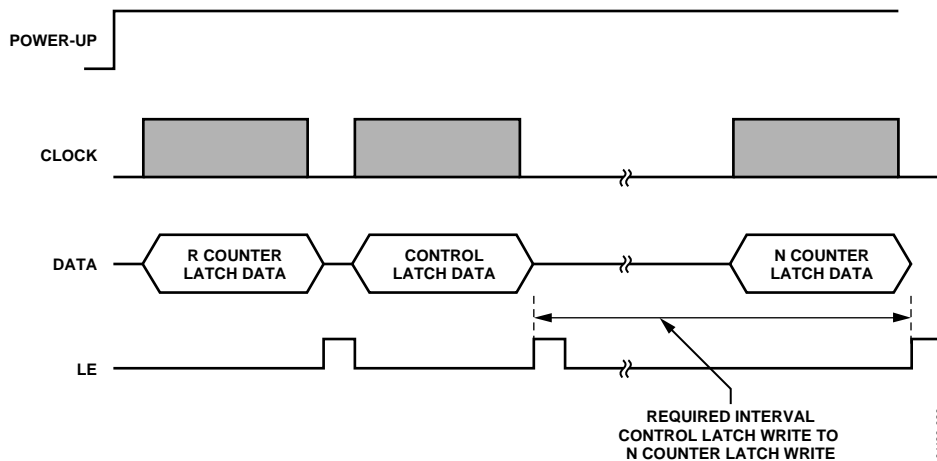 POWER-UP
CLOCK
DATA
R COUNTER
LATCH DATA
CONTROL
LATCH DATA
N COUNTER
LATCH DATA
LE
REQUIRED INTERVAL
CONTROL LATCH WRITE TO
N COUNTER LATCH WRITE